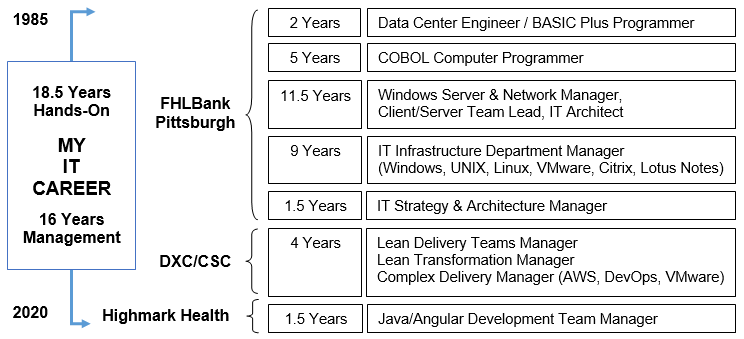 1985
18.5 Years
Hands-On
MY
IT
CAREER
16 Years
Management
2020
FHLBank
Pittsburgh
2 Years
Data Center Engineer / BASIC Plus Programmer
5 Years
COBOL Computer Programmer
11.5 Years
Windows Server & Network Manager,
Client/Server Team Lead, IT Architect
9 Years
IT Infrastructure Department Manager
(Windows, UNIX, Linux, VMware, Citrix, Lotus Notes)
1.5 Years
IT Strategy & Architecture Manager
DXC/CSC
4 Years
Lean Delivery Teams Manager
Lean Transformation Manager
Complex Delivery Manager (AWS, DevOps, VMware)
Highmark Health
1.5 Years
Java/Angular Development Team Manager